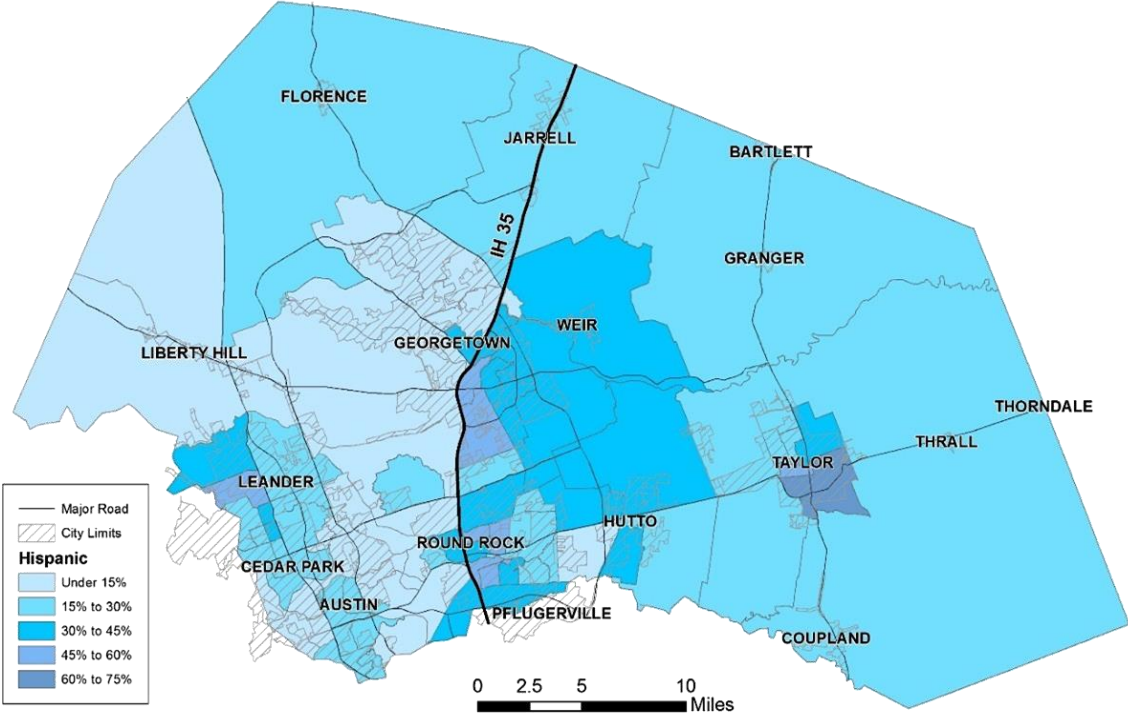 FLORENCE
JARRELL
BARTLETT
IH 35
GRANGER
WEIR
GEORGETOWN
LIBERTY HILL
THORNDALE
THRALL
TAYLOR
LEANDER
HUTTO
ROUND ROCK
CEDAR PARK
AUSTIN
PFLUGERVILLE
COUPLAND
Major Road
City Limits
Hispanic
Under 15%
15% to 30%
30% to 45%
45% to 60%
60% to 75%
0 2.5 5 10
Miles